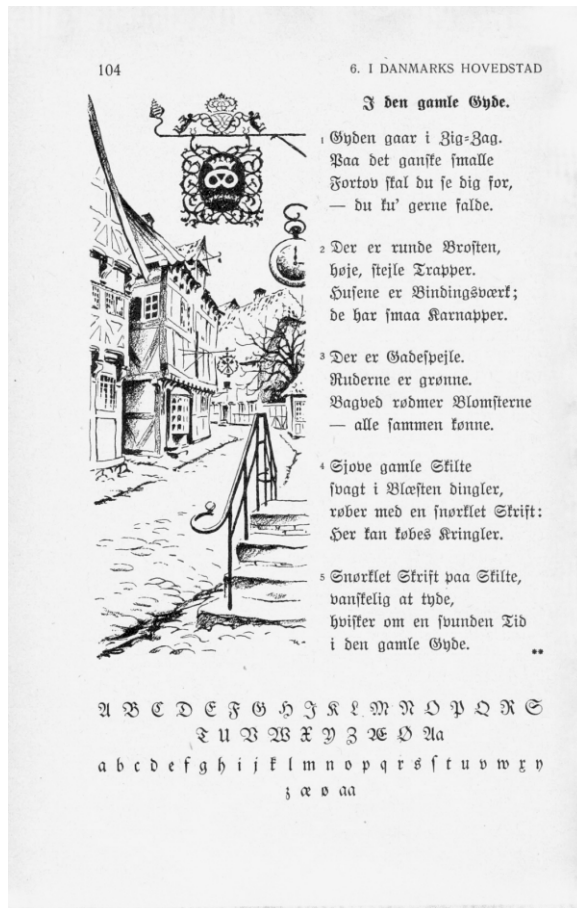 104
6. I DANMARKS HOVEDSTAD
I den gamle Gyde.
1 Gyden gaar i Zig-Zag.
Paa det ganske smalle
Fortov skal du se dig for,
— du ku' gerne falde.
2 Der er runde Brosten,
høje, stejle Trapper.
Husene er Bindingsværk;
de har smaa Karnapper.
3 Der er Gadespejle.
Ruderne er grønne.
Bagved rødmer Blomsterne
— alle sammen kønne.
4 Sjove gamle Skilte
svagt i Blæsten dingler,
røber med en snørklet Skrift:
Her kan købes Kringler.
5 Snørklet Skrift paa Skilte,
vanskelig at tyde,
hvisker om en svunden Tid
i den gamle Gyde.
**
A B C D E F G H I K L M N O P Q R S
T U V W X Y Z Æ Ø Aa
a b c d e f g h i j k l m n o p q r s ſ t u v w x y
z æ ø aa